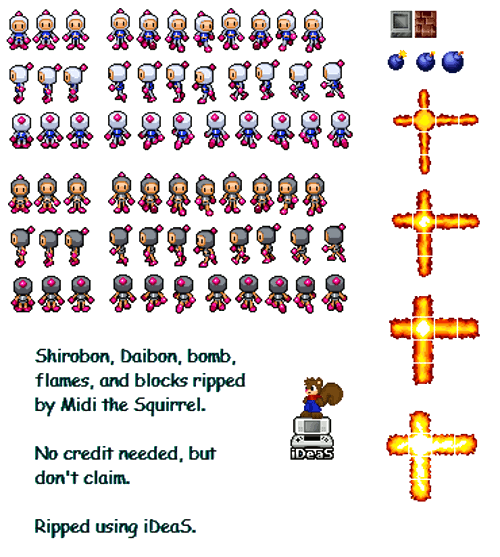 Shirobon, Daibon, bomb,
flames, and blocks ripped
by Midi the Squirrel.
No credit needed, but
don't claim.
iDeaS
Ripped using iDeaS.